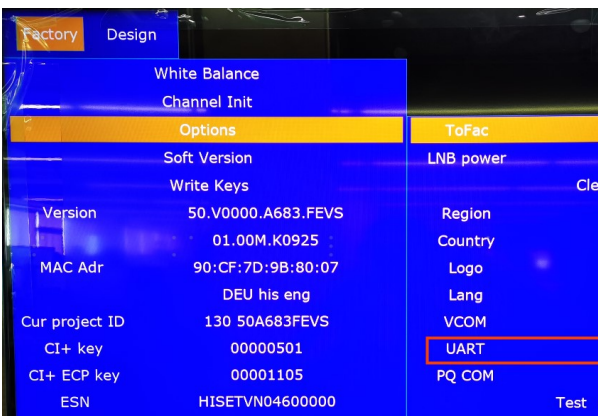 Factory Design
White Balance
Channel Init
Options ToFac
Soft Version LNB power
Write Keys Cle
Version 50.V0000.A683.FEVS Region
01.00M.K0925 Country
MAC Adr 90:CF:7D:9B:80:07 Logo
DEU his eng Lang
Cur project ID 130 50A683FEVS VCOM
CI+ key 00000501 UART
CI+ ECP key 00001105 PQ COM
ESN HISETVN04600000 Test